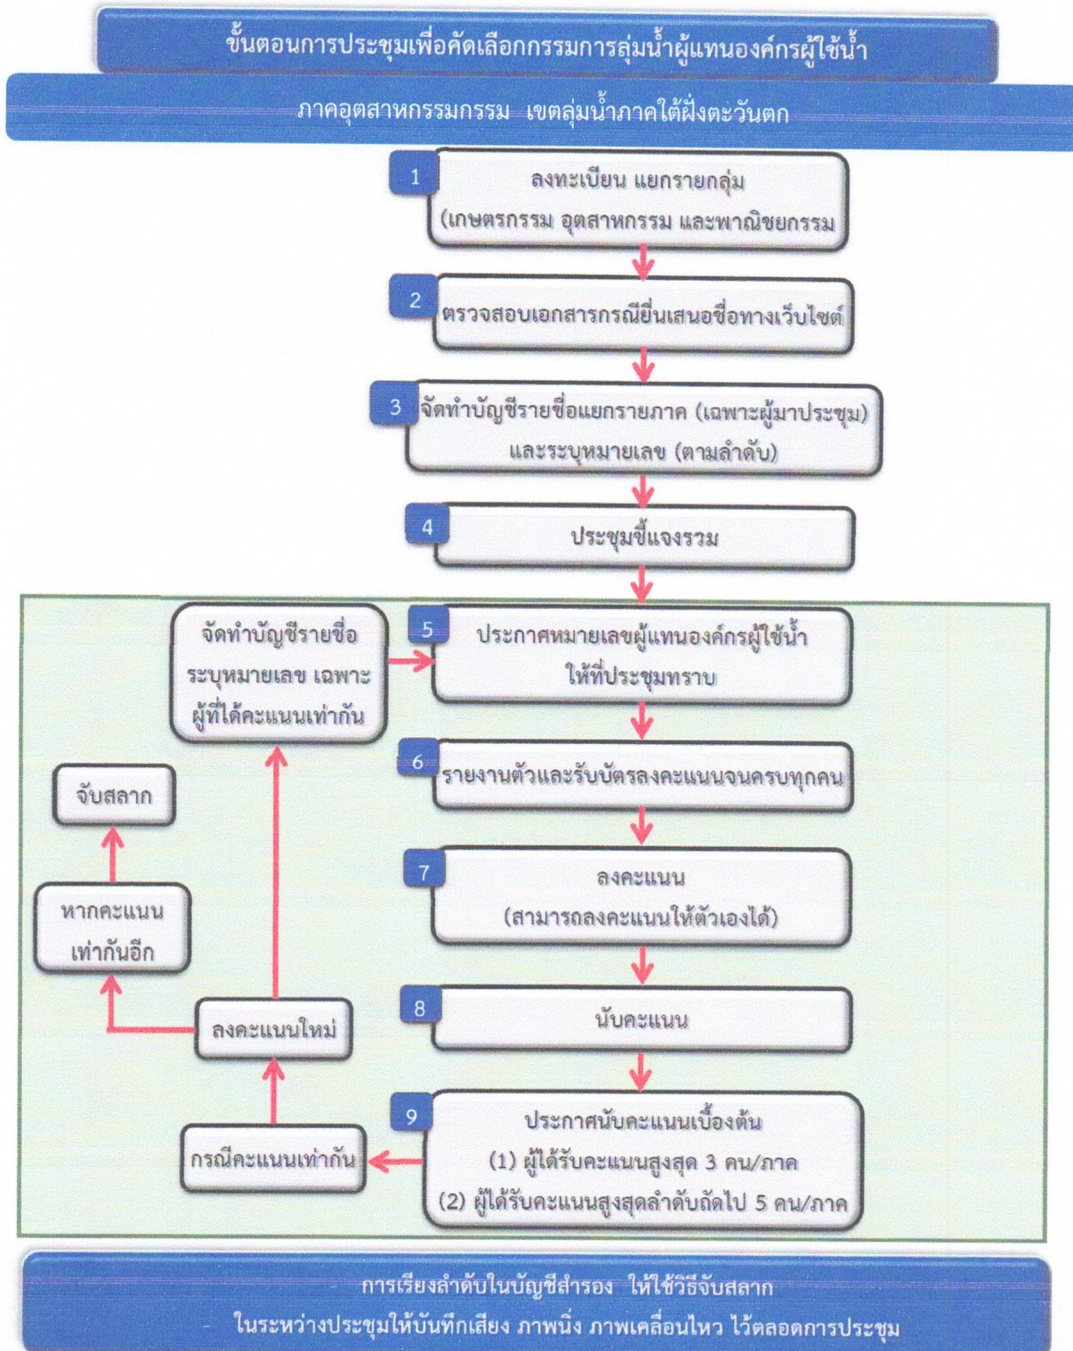 ขั้นตอนการประชุมเพื่อคัดเลือกกรรมการลุ่มน้ำผู้แทนองค์กรผู้ใช้น้ำ
ภาคอุตสาหกรรมกรรม เขตลุ่มน้ำภาคใต้ฝั่งตะวันตก
1
ลงทะเบียน แยกรายกลุ่ม
(เกษตรกรรม อุตสาหกรรม และพาณิชยกรรม
2
ตรวจสอบเอกสารกรณียื่นเสนอชื่อทางเว็บไซต์
3
จัดทำบัญชีรายชื่อแยกรายภาค (เฉพาะผู้มาประชุม)
และระบุหมายเลข (ตามลำดับ)
4
ประชุมชี้แจงรวม
5
ประกาศหมายเลขผู้แทนองค์กรผู้ใช้น้ำ
ให้ที่ประชุมทราบ
จัดทำบัญชีรายชื่อ
ระบุหมายเลข เฉพาะ
ผู้ที่ได้คะแนนเท่ากัน
6
รายงานตัวและรับบัตรลงคะแนนจนครบทุกคน
จับสลาก
7
ลงคะแนน
(สามารถลงคะแนนให้ตัวเองได้)
หากคะแนน
เท่ากันอีก
8
นับคะแนน
ลงคะแนนใหม่
9
ประกาศนับคะแนนเบื้องต้น
(1) ผู้ได้รับคะแนนสูงสุด 3 คน/ภาค
(2) ผู้ได้รับคะแนนสูงสุดลำดับถัดไป 5 คน/ภาค
กรณีคะแนนเท่ากัน
- การเรียงลำดับในบัญชีสำรอง ให้ใช้วิธีจับสลาก
- ในระหว่างประชุมให้บันทึกเสียง ภาพนิ่ง ภาพเคลื่อนไหว ไว้ตลอดการประชุม